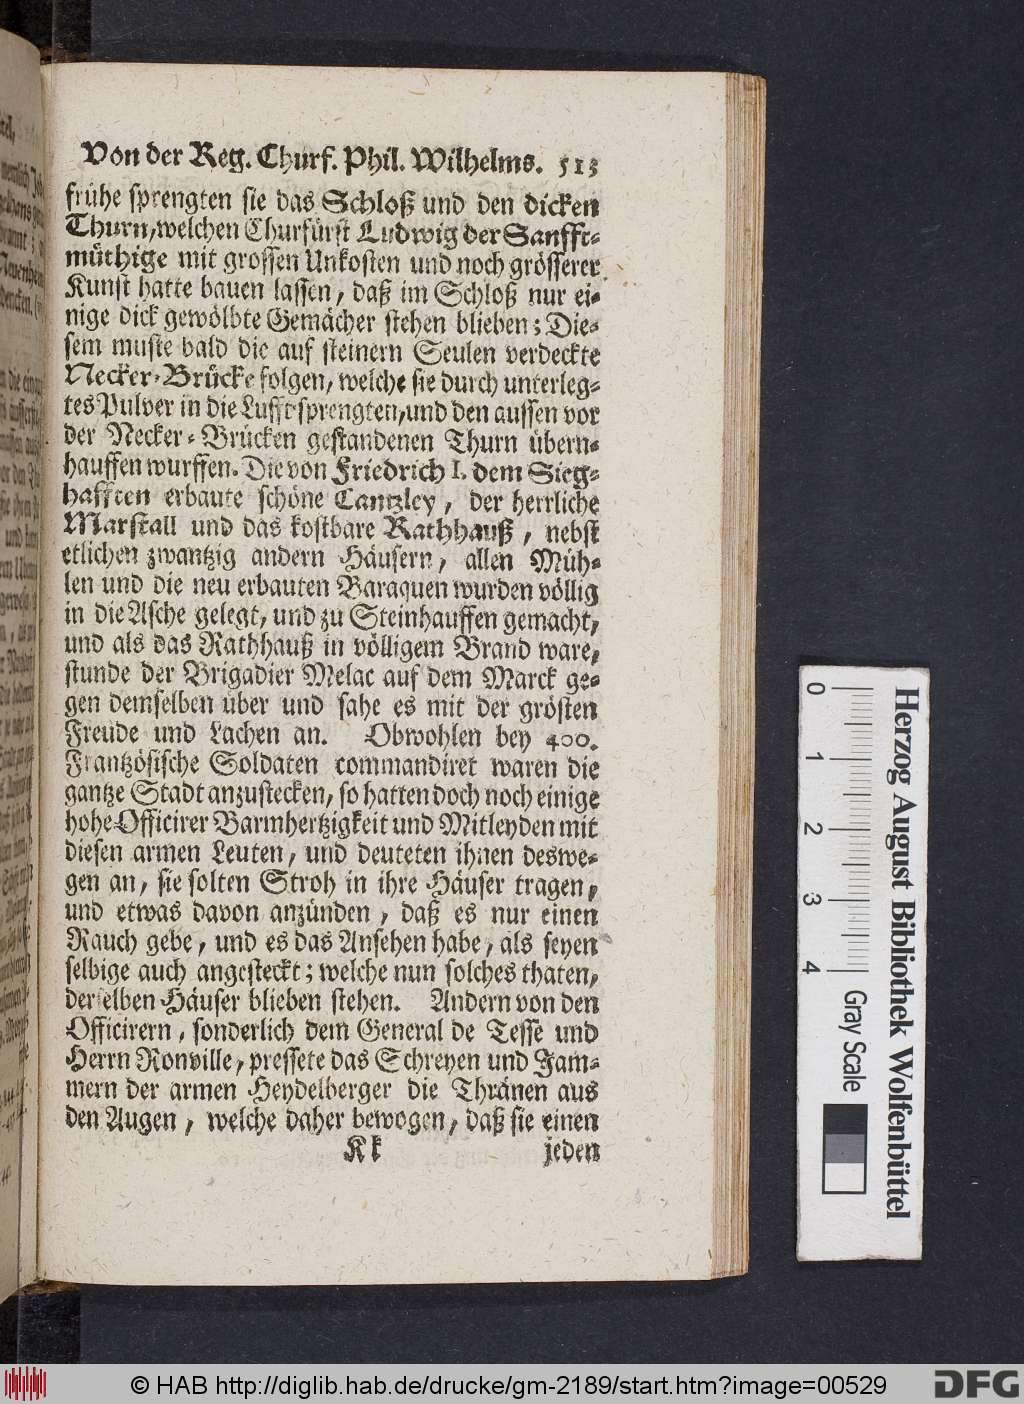 Von der Reg. Churf. Phil. Wilhelms. 513
frühe sprengten sie das Schloß und den dicken
Thurn, welchen Churfürst Ludwig der Sanfft-
müthige mit grossen Unkosten und noch grösserer
Kunst hatte bauen lassen, daß im Schloß nur ei-
nige dick gewölbte Gemächer stehen blieben; Die-
sem muste bald die auf steinern Seulen verdeckte
Necker-Brücke folgen, welche sie durch unterleg-
tes Pulver in die Lufft sprengten, und den aussen vor
der Necker-Brücken gestandenen Thurn übern-
hauffen wurffen. Die von Friedrich I. dem Sieg-
hafften erbaute schöne Cantzley, der herrliche
Marstall und das kostbare Rathhauß, nebst
etlichen zwantzig andern Häusern, allen Müh-
len und die neu erbauten Baraquen wurden völlig
in die Asche gelegt, und zu Steinhauffen gemacht,
und als das Rathhauß in völligem Brand ware,
stunde der Brigadier Melac auf dem Marck ge-
gen demselben über und sahe es mit der grösten
Freude und Lachen an. Obwohlen bey 400.
Frantzösische Soldaten commandiret waren die
gantze Stadt anzustecken, so hatten doch noch einige
hohe Officirer Barmhertzigkeit und Mitleyden mit
diesen armen Leuten, und deuteten ihnen deswe-
gen an, sie solten Stroh in ihre Häuser tragen,
und etwas davon anzünden, daß es nur einen
Rauch gebe, und es das Ansehen habe, als seyen
selbige auch angesteckt; welche nun solches thaten,
derselben Häuser blieben stehen. Andern von den
Officirern, sonderlich dem General de Tesse und
Herrn Ronville, pressete das Schreyen und Jam-
mern der armen Heydelberger die Thränen aus
den Augen, welche daher bewogen, daß sie einen
Kk jeden
Herzog August Bibliothek Wolfenbüttel
0 1 2 3 4 Gray Scale
© HAB http://diglib.hab.de/drucke/gm-2189/start.htm?image=00529
DFG